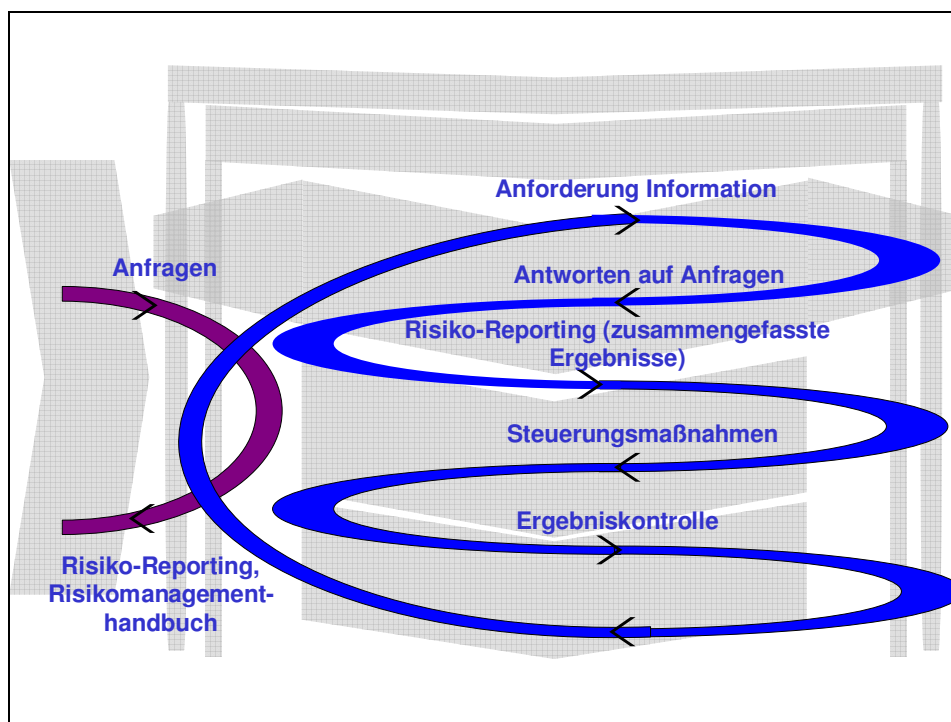 Anforderung Information
Anfragen
Antworten auf Anfragen
Risiko-Reporting (zusammengefasste
Ergebnisse)
Steuerungsmaßnahmen
Ergebniskontrolle
Risiko-Reporting,
Risikomanagement-
handbuch